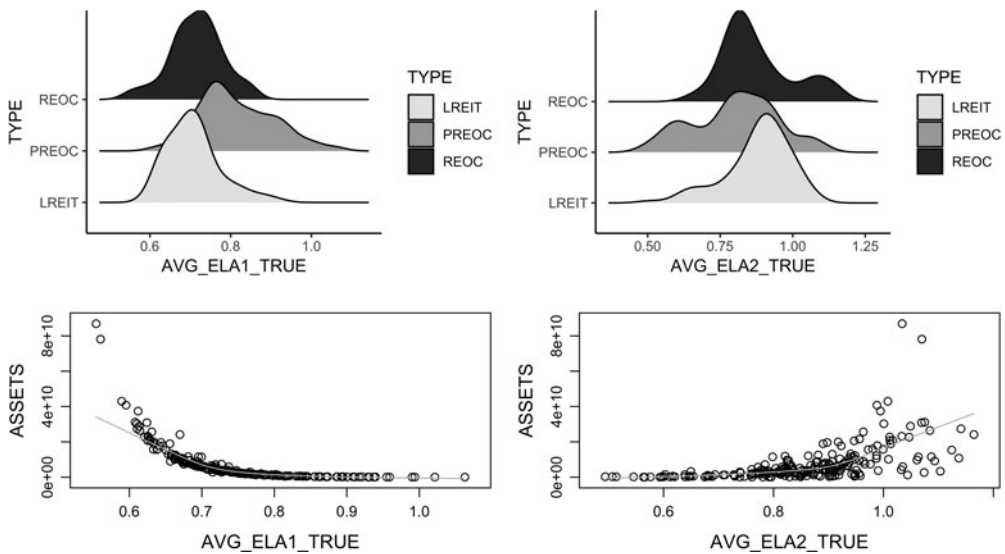 TYPE
REOC
PREOC
LREIT
0.6 0.8 1.0
AVG_ELA1_TRUE
TYPE
LREIT
PREOC
REOC
TYPE
REOC
PREOC
LREIT
0.50 0.75 1.00 1.25
AVG_ELA2_TRUE
TYPE
LREIT
PREOC
REOC
ASSETS
8e+10
4e+10
0e+00
0.6 0.7 0.8 0.9 1.0
AVG_ELA1_TRUE
ASSETS
8e+10
4e+10
0e+00
0.6 0.8 1.0
AVG_ELA2_TRUE